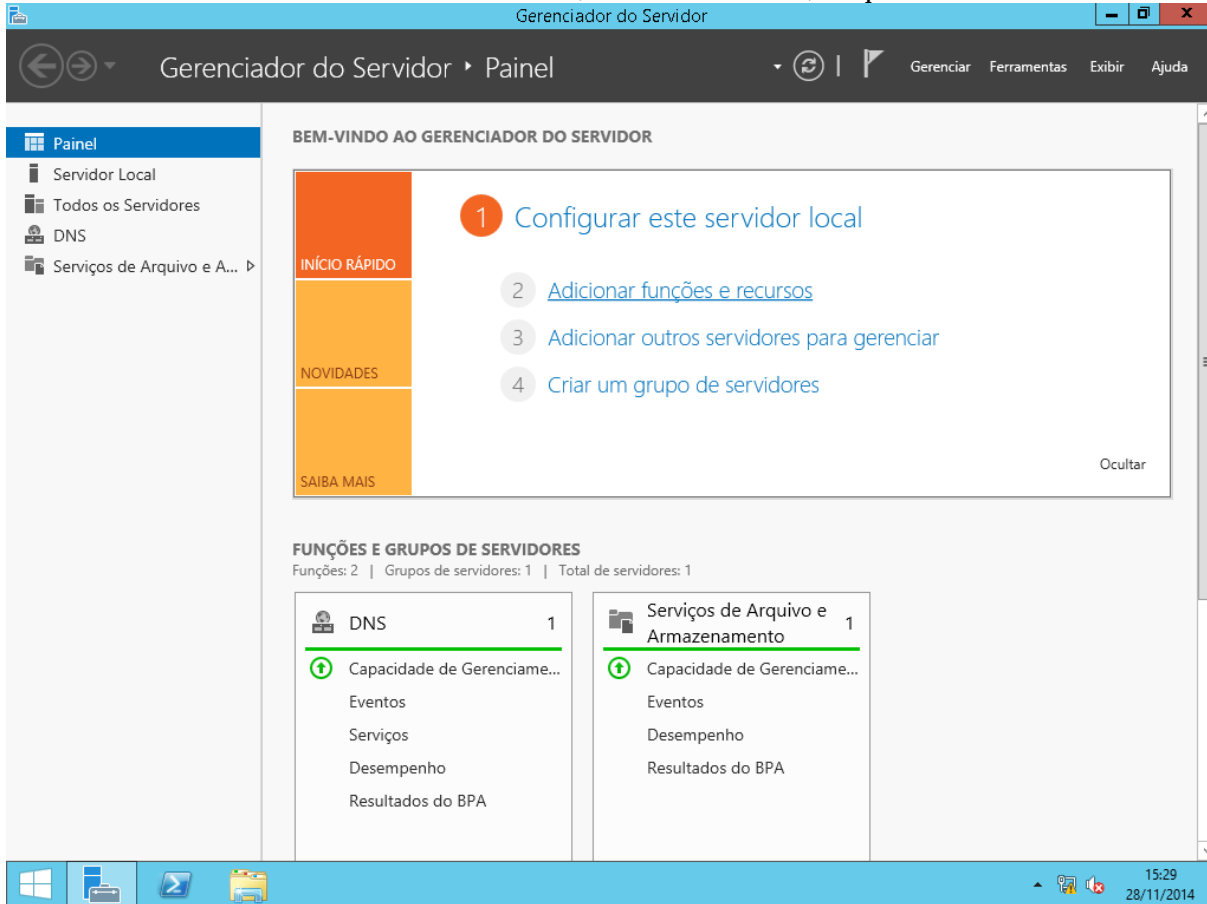 Gerenciador do Servidor
Gerenciador do Servidor ‣ Painel
Gerenciar Ferramentas Exibir Ajuda
Painel
Servidor Local
Todos os Servidores
DNS
Serviços de Arquivo e A...
BEM-VINDO AO GERENCIADOR DO SERVIDOR
INÍCIO RÁPIDO
NOVIDADES
SAIBA MAIS
1 Configurar este servidor local
2 Adicionar funções e recursos
3 Adicionar outros servidores para gerenciar
4 Criar um grupo de servidores
Ocultar
FUNÇÕES E GRUPOS DE SERVIDORES
Funções: 2 | Grupos de servidores: 1 | Total de servidores: 1
DNS 1
Capacidade de Gerenciame...
Eventos
Serviços
Desempenho
Resultados do BPA
Serviços de Arquivo e
Armazenamento 1
Capacidade de Gerenciame...
Eventos
Desempenho
Resultados do BPA
15:29
28/11/2014